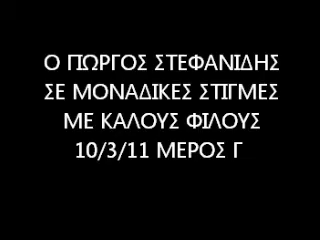 Ο ΓΙΩΡΓΟΣ ΣΤΕΦΑΝΙΔΗΣ
ΣΕ ΜΟΝΑΔΙΚΕΣ ΣΤΙΓΜΕΣ
ΜΕ ΚΑΛΟΥΣ ΦΙΛΟΥΣ
10/3/11 ΜΕΡΟΣ Γ